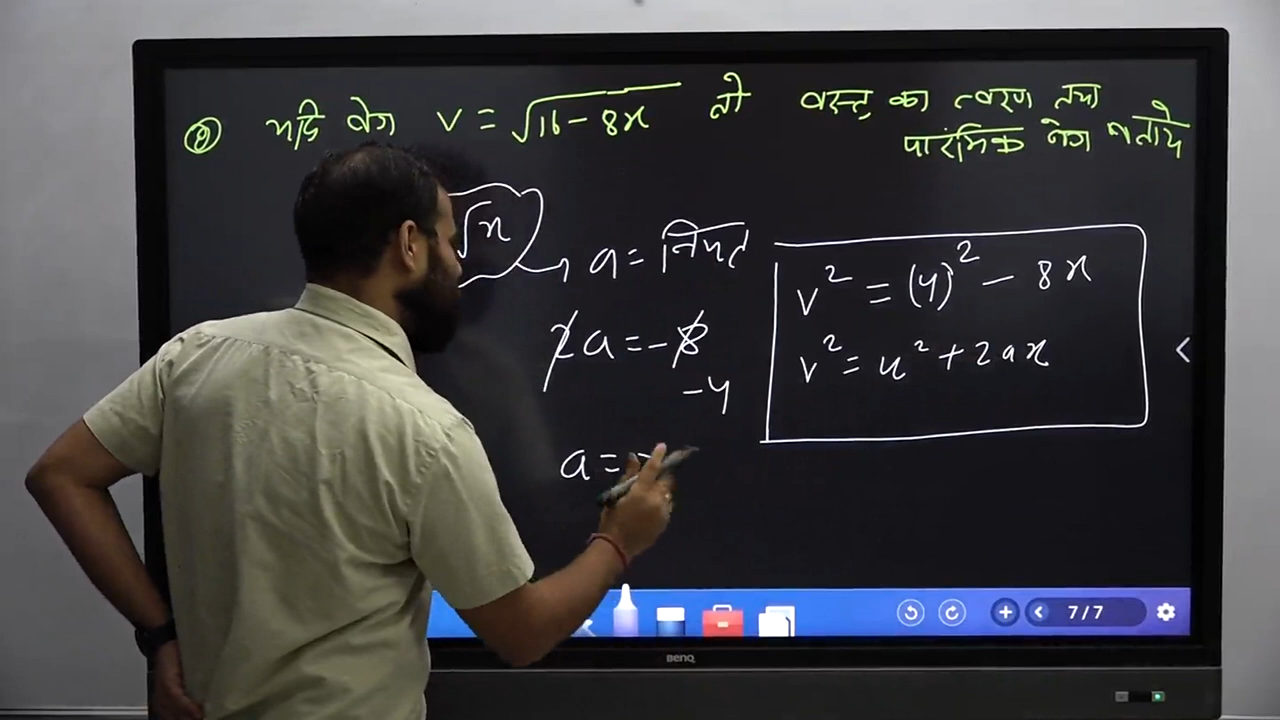 Q यदि वेग v = √16 - 8x तो वस्तु का त्वरण तथा
प्रारंभिक वेग बताये
√x
a = नियत
2a = -8
-4
a = -
v² = (4)² - 8x
v² = u² + 2ax
7/7
BENQ